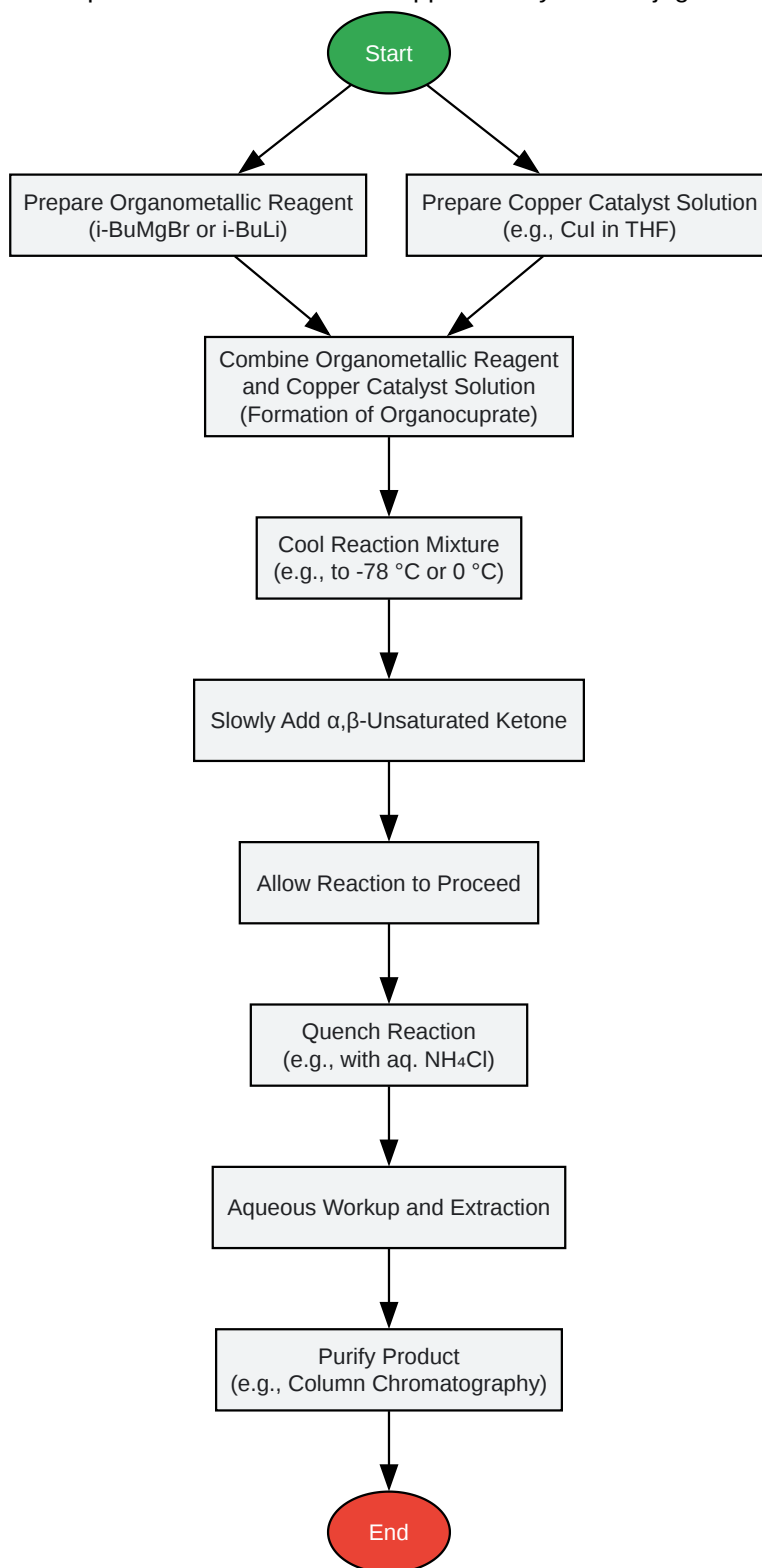 Start
Prepare Organometallic Reagent
(i-BuMgBr or i-BuLi)
Prepare Copper Catalyst Solution
(e.g., CuI in THF)
Combine Organometallic Reagent
and Copper Catalyst Solution
(Formation of Organocuprate)
Cool Reaction Mixture
(e.g., to -78 °C or 0 °C)
Slowly Add α,β-Unsaturated Ketone
Allow Reaction to Proceed
Quench Reaction
(e.g., with aq. NH₄Cl)
Aqueous Workup and Extraction
Purify Product
(e.g., Column Chromatography)
End